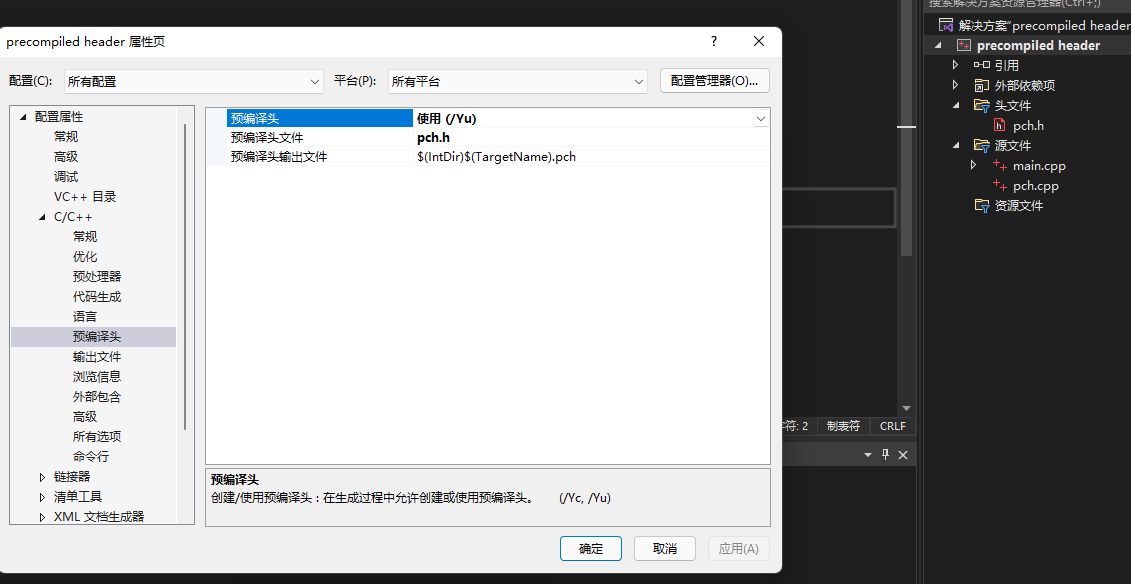 搜索解决方案资源管理器(Ctrl+;)
解决方案"precompiled header
precompiled header
引用
外部依赖项
头文件
pch.h
源文件
main.cpp
pch.cpp
资源文件
precompiled header 属性页
?
配置(C):
所有配置
平台(P):
所有平台
配置管理器(O)...
配置属性
常规
高级
调试
VC++ 目录
C/C++
常规
优化
预处理器
代码生成
语言
预编译头
输出文件
浏览信息
外部包含
高级
所有选项
命令行
链接器
清单工具
XML 文档生成器
预编译头 使用 (/Yu)
预编译头文件 pch.h
预编译头输出文件 $(IntDir)$(TargetName).pch
预编译头
创建/使用预编译头 : 在生成过程中允许创建或使用预编译头。 (/Yc, /Yu)
确定
取消
应用(A)
符: 2 制表符 CRLF